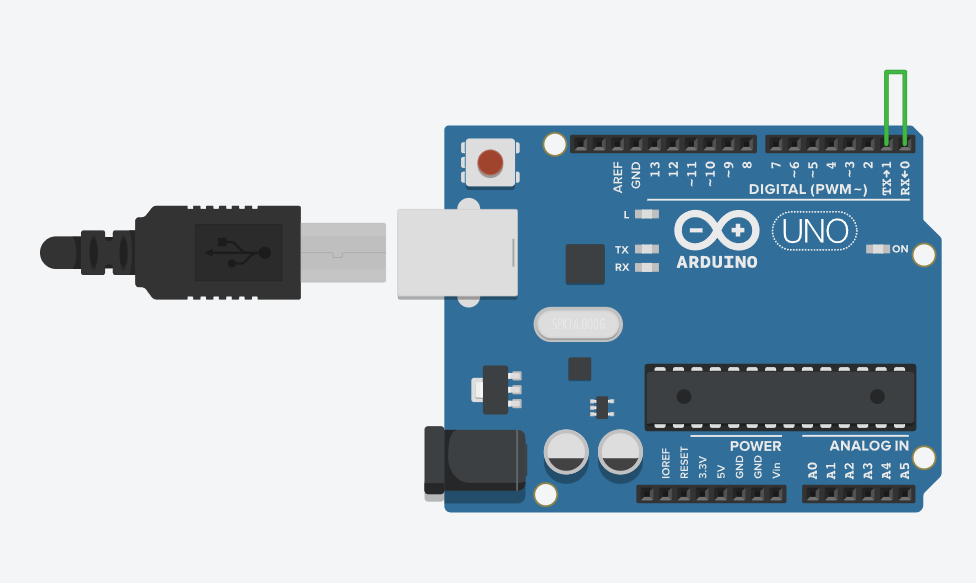 AREF
GND
13
12
~11
~10
~9
8
7
~6
~5
4
~3
2
TX→1
RX←0
DIGITAL (PWM~)
L
TX
RX
ARDUINO
UNO
ON
POWER
ANALOG IN
IOREF
RESET
3.3V
5V
GND
GND
Vin
A0
A1
A2
A3
A4
A5